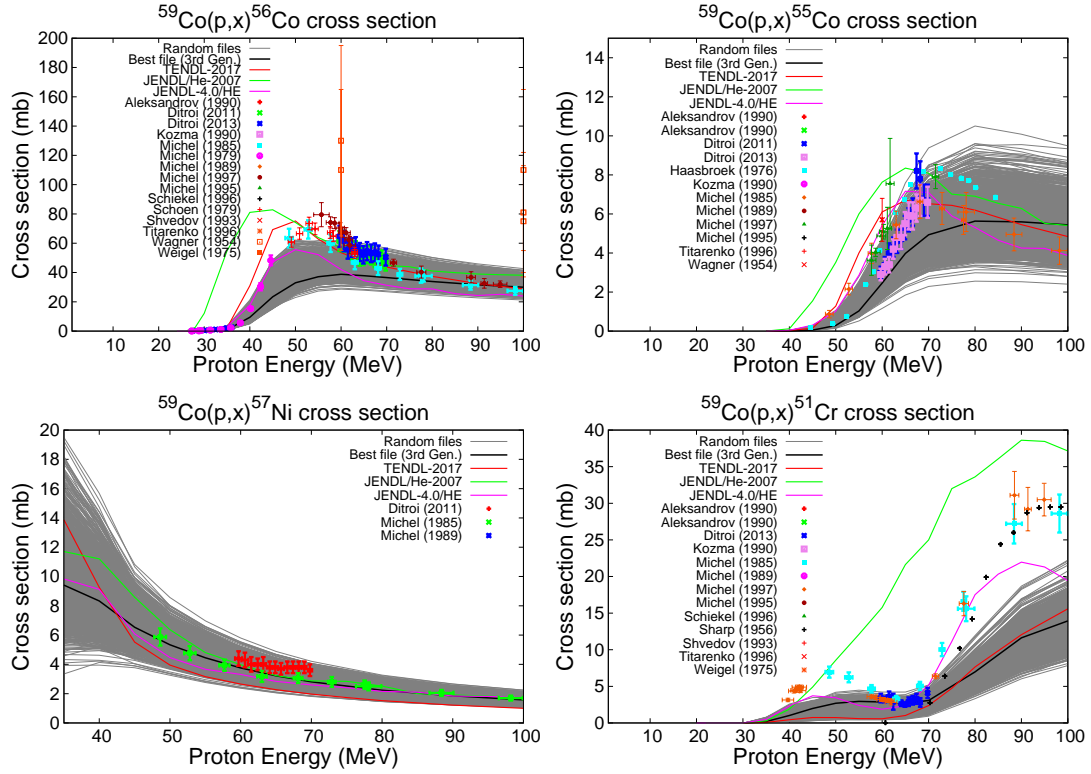 ⁵⁹Co(p,x)⁵⁶Co cross section
Cross section (mb)
200
180
160
140
120
100
80
60
40
20
0
Random files
Best file (3rd Gen.)
TENDL-2017
JENDL/He-2007
JENDL-4.0/HE
Aleksandrov (1990)
Ditroi (2011)
Ditroi (2013)
Kozma (1990)
Michel (1985)
Michel (1979)
Michel (1989)
Michel (1997)
Michel (1995)
Schiekel (1996)
Schoen (1979)
Shvedov (1993)
Titarenko (1996)
Wagner (1954)
Weigel (1975)
10 20 30 40 50 60 70 80 90 100
Proton Energy (MeV)
⁵⁹Co(p,x)⁵⁵Co cross section
Cross section (mb)
14
12
10
8
6
4
2
0
Random files
Best file (3rd Gen.)
TENDL-2017
JENDL/He-2007
JENDL-4.0/HE
Aleksandrov (1990)
Aleksandrov (1990)
Ditroi (2011)
Ditroi (2013)
Haasbroek (1976)
Kozma (1990)
Michel (1985)
Michel (1989)
Michel (1997)
Michel (1995)
Titarenko (1996)
Wagner (1954)
10 20 30 40 50 60 70 80 90 100
Proton Energy (MeV)
⁵⁹Co(p,x)⁵⁷Ni cross section
Cross section (mb)
20
18
16
14
12
10
8
6
4
2
0
Random files
Best file (3rd Gen.)
TENDL-2017
JENDL/He-2007
JENDL-4.0/HE
Ditroi (2011)
Michel (1985)
Michel (1989)
40 50 60 70 80 90 100
Proton Energy (MeV)
⁵⁹Co(p,x)⁵¹Cr cross section
Cross section (mb)
40
35
30
25
20
15
10
5
0
Random files
Best file (3rd Gen.)
TENDL-2017
JENDL/He-2007
JENDL-4.0/HE
Aleksandrov (1990)
Aleksandrov (1990)
Ditroi (2013)
Kozma (1990)
Michel (1985)
Michel (1989)
Michel (1997)
Michel (1995)
Schiekel (1996)
Sharp (1956)
Shvedov (1993)
Titarenko (1996)
Weigel (1975)
10 20 30 40 50 60 70 80 90 100
Proton Energy (MeV)